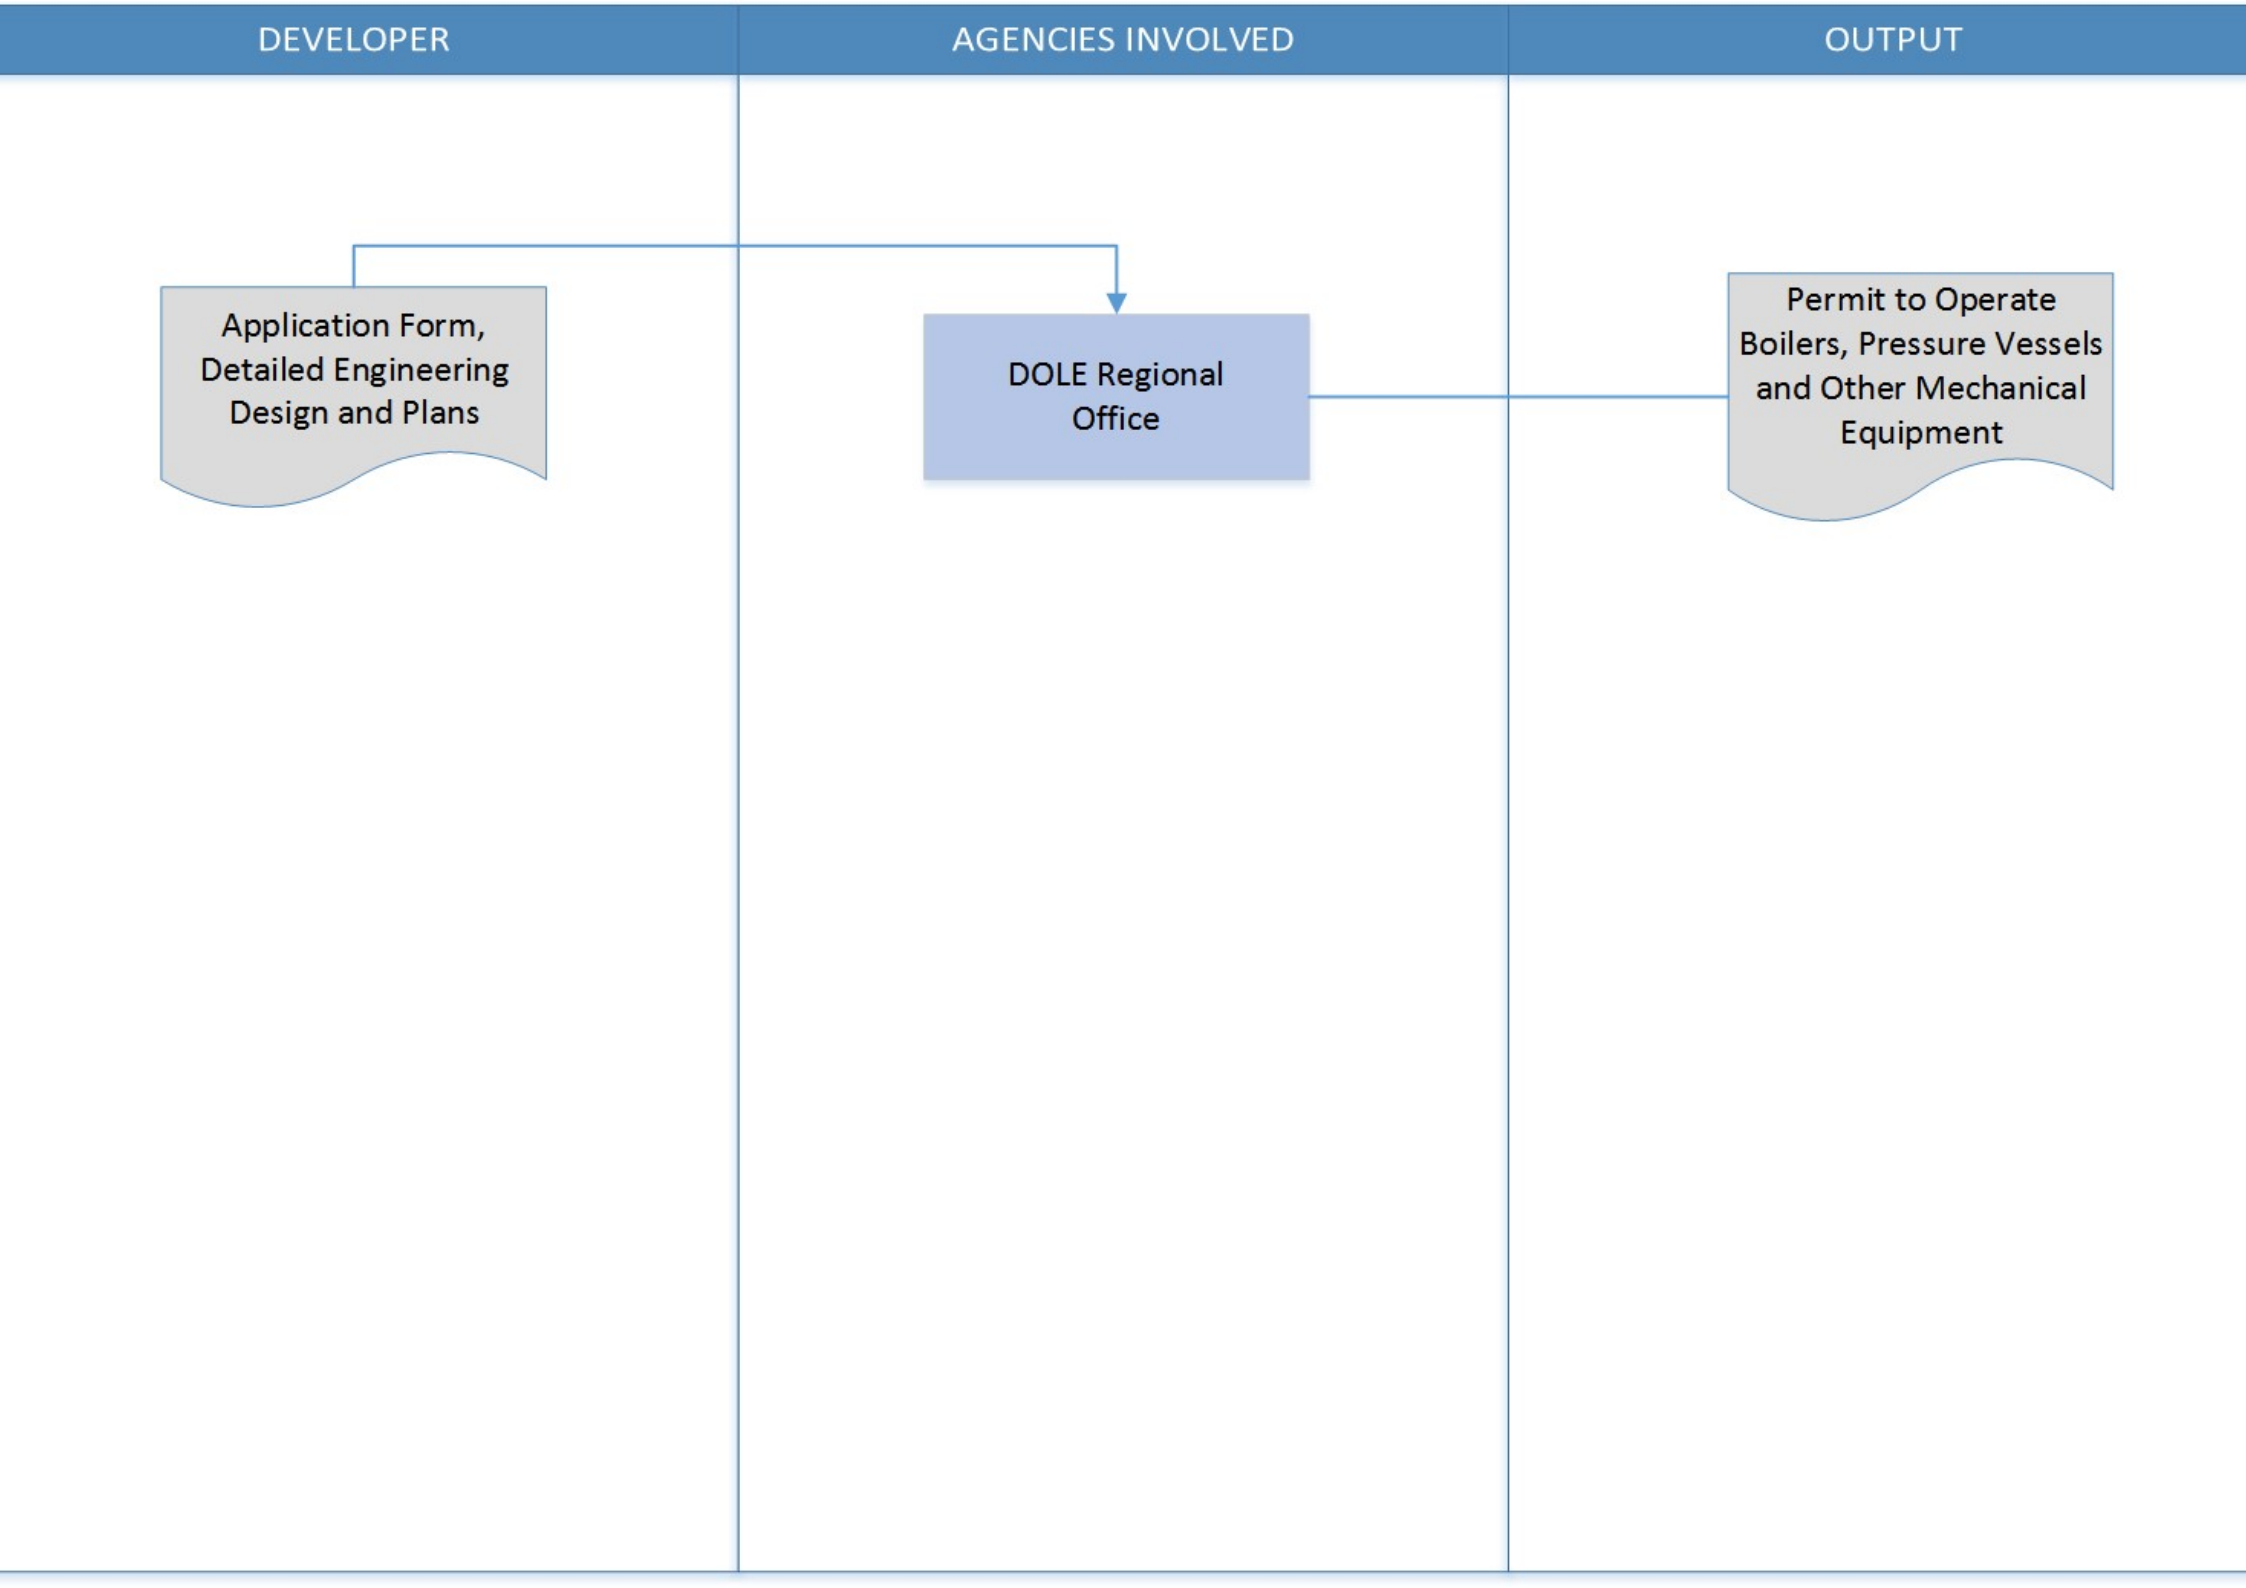 DEVELOPER
AGENCIES INVOLVED
OUTPUT
Application Form,
Detailed Engineering
Design and Plans
DOLE Regional
Office
Permit to Operate
Boilers, Pressure Vessels
and Other Mechanical
Equipment